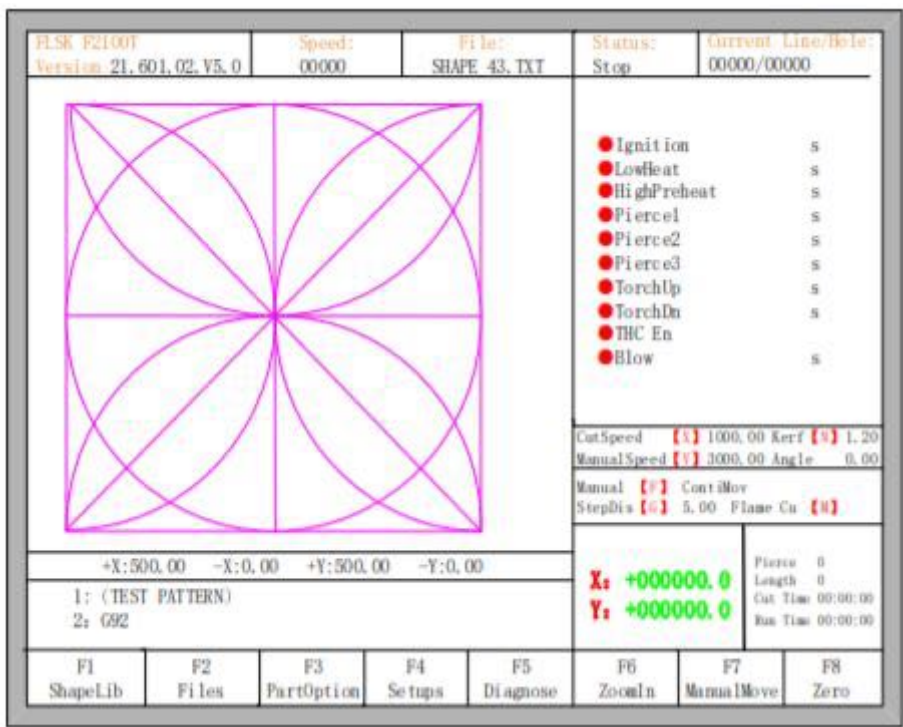 FLSK F2100T Speed: File: Status: Current Line/Hole:
Version 21.601.02.V5.0 00000 SHAPE 43.TXT Stop 00000/00000
Ignition s
LowHeat s
HighPreheat s
Pierce1 s
Pierce2 s
Pierce3 s
TorchUp s
TorchDn s
THC En
Blow s
CutSpeed 【X】 1000.00 Kerf 【N】 1.20
ManualSpeed 【Y】 3000.00 Angle 0.00
Manual 【F】 ContiMov
StepDis 【G】 5.00 Flame Cu 【M】
+X:500.00 -X:0.00 +Y:500.00 -Y:0.00
1: (TEST PATTERN)
2: G92
X: +000000.0
Y: +000000.0
Pierce 0
Length 0
Cut Time 00:00:00
Run Time 00:00:00
F1 F2 F3 F4 F5 F6 F7 F8
ShapeLib Files PartOption Setups Diagnose ZoomIn ManualMove Zero